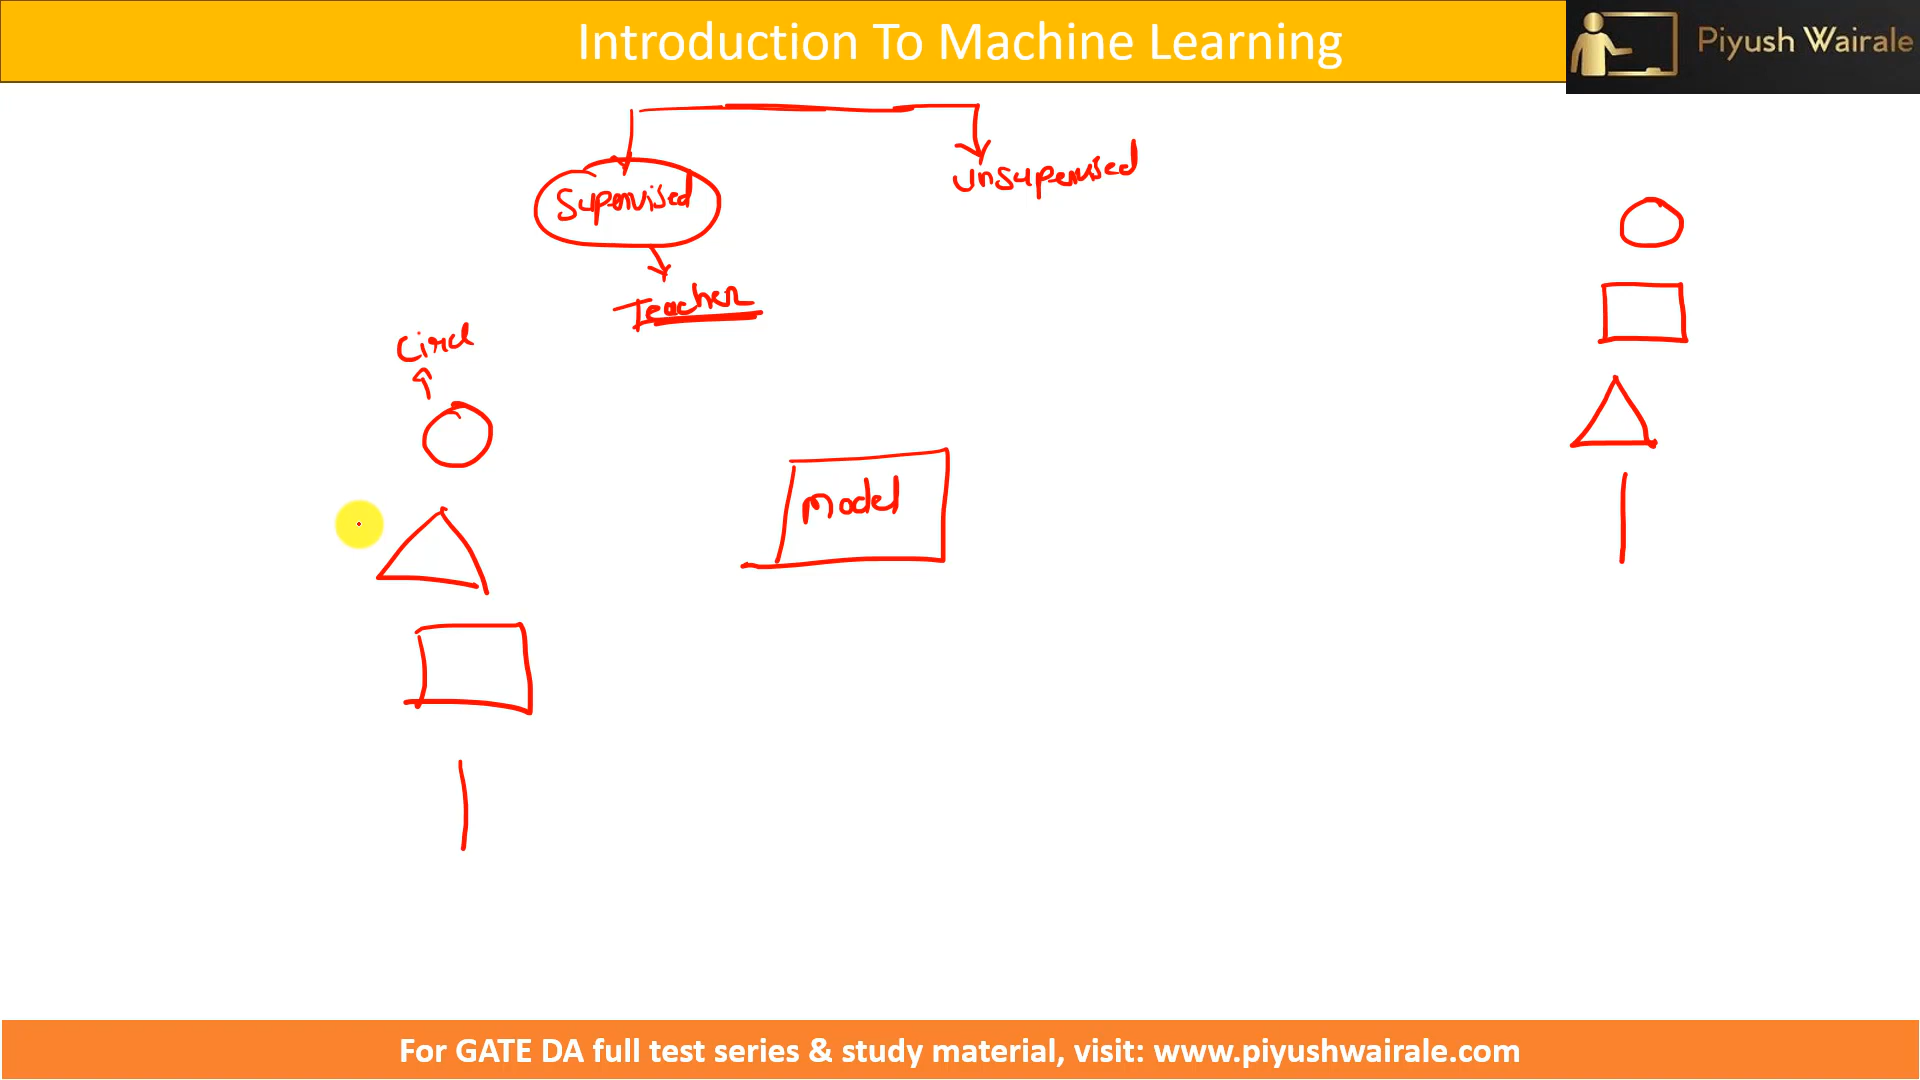 Introduction To Machine Learning
Piyush Wairale
Supervised
Unsupervised
Teacher
Circl
Model
For GATE DA full test series & study material, visit: www.piyushwairale.com